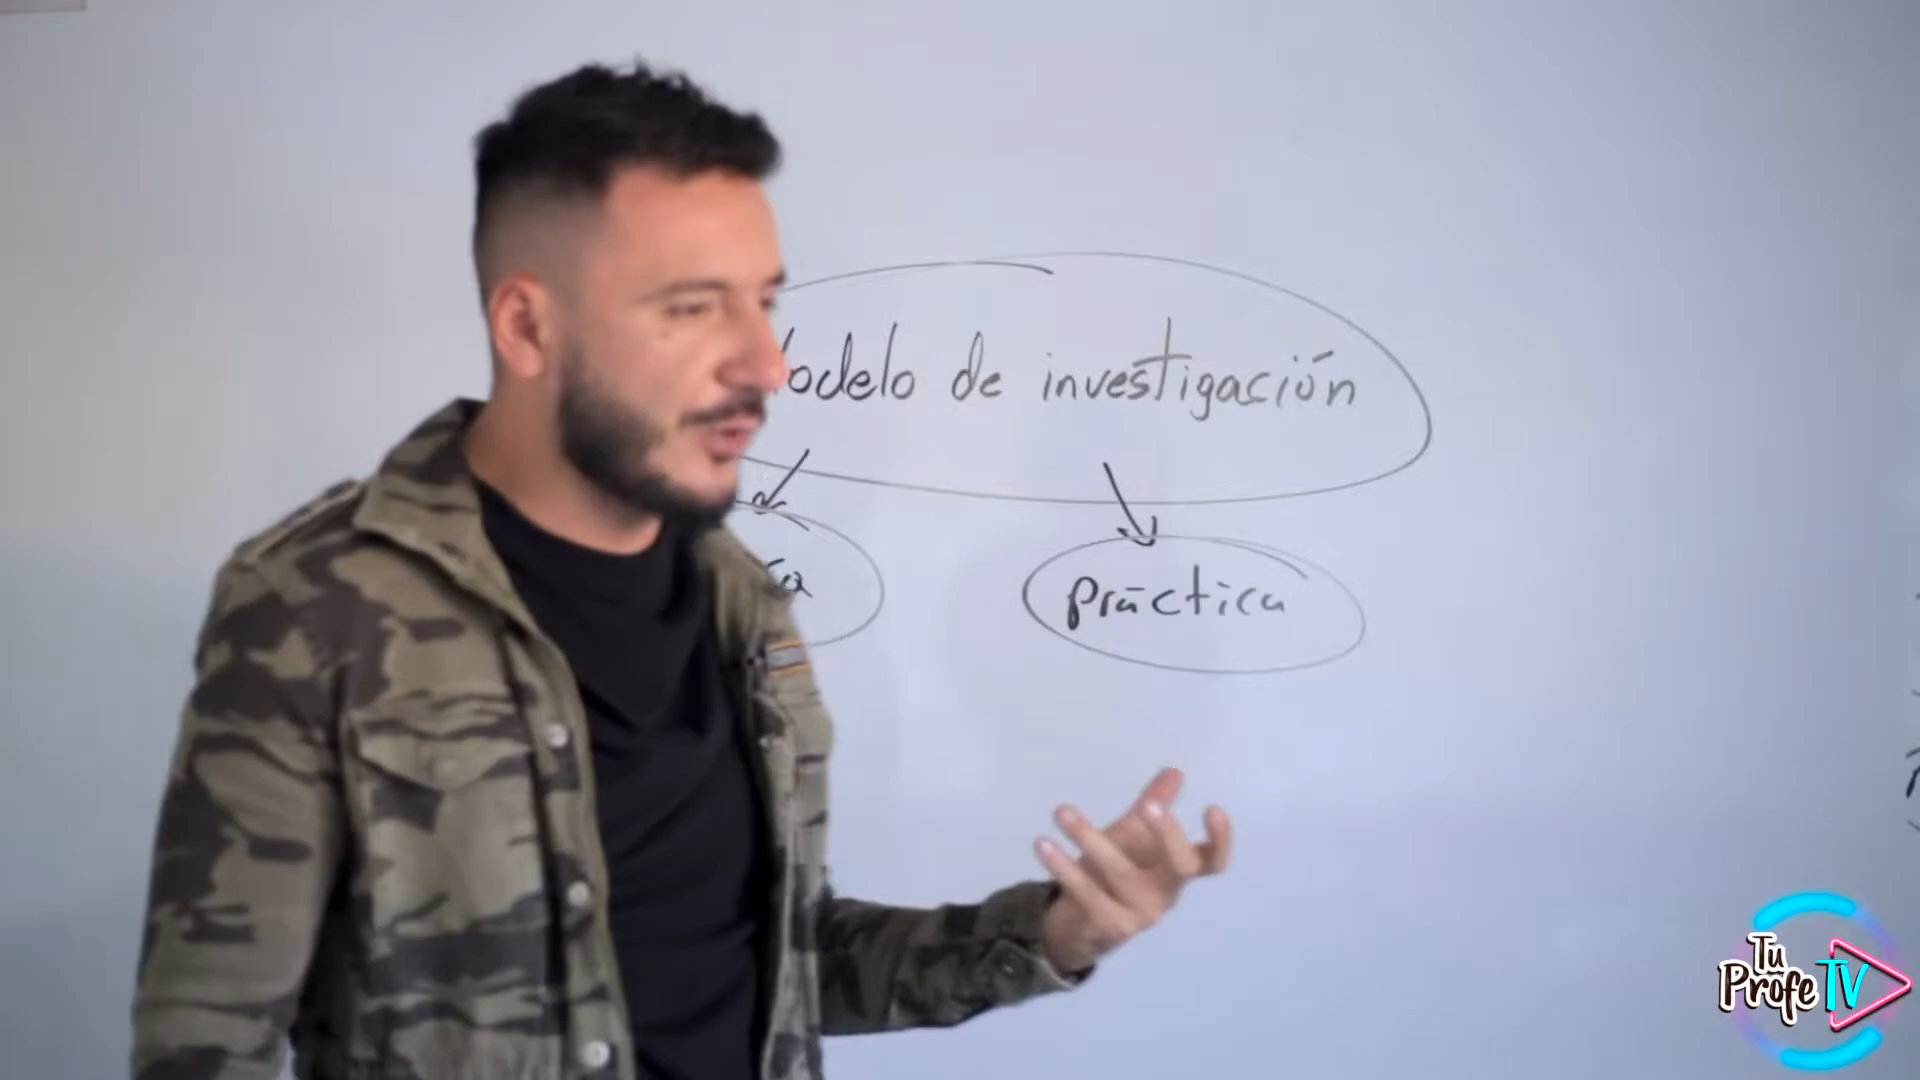 odelo de investigación
práctica
Tu
Profe TV